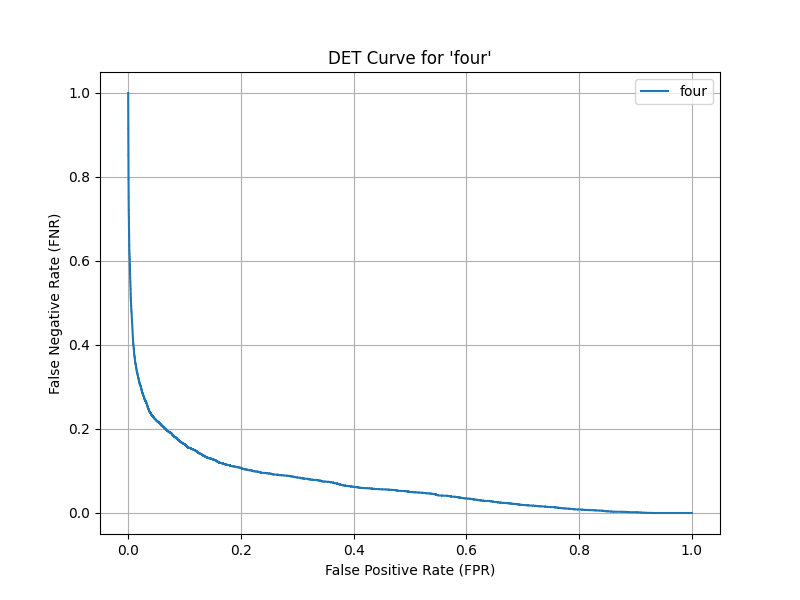 DET Curve for 'four'
four
1.0
0.8
0.6
0.4
0.2
0.0
False Negative Rate (FNR)
0.0 0.2 0.4 0.6 0.8 1.0
False Positive Rate (FPR)